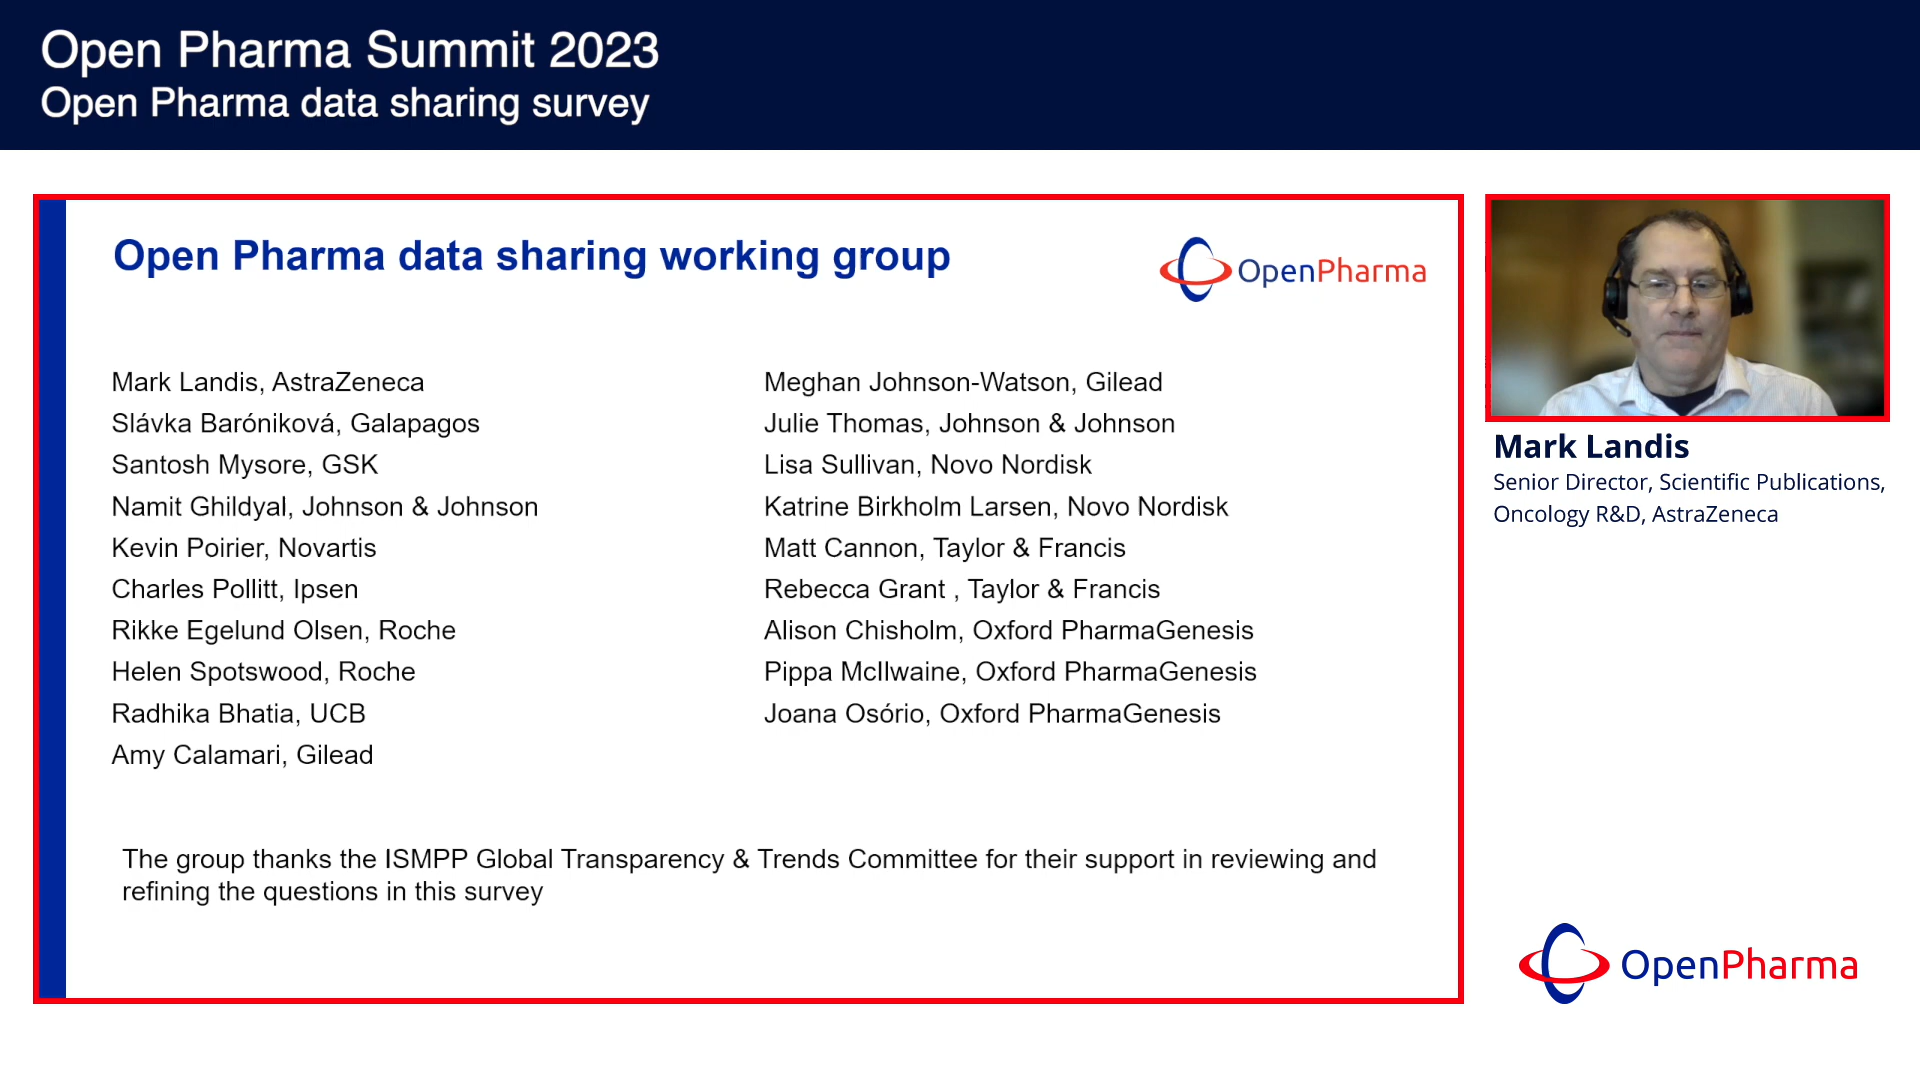 Open Pharma Summit 2023
Open Pharma data sharing survey
Open Pharma data sharing working group
OpenPharma
Mark Landis, AstraZeneca
Slávka Baróniková, Galapagos
Santosh Mysore, GSK
Namit Ghildyal, Johnson & Johnson
Kevin Poirier, Novartis
Charles Pollitt, Ipsen
Rikke Egelund Olsen, Roche
Helen Spotswood, Roche
Radhika Bhatia, UCB
Amy Calamari, Gilead
Meghan Johnson-Watson, Gilead
Julie Thomas, Johnson & Johnson
Lisa Sullivan, Novo Nordisk
Katrine Birkholm Larsen, Novo Nordisk
Matt Cannon, Taylor & Francis
Rebecca Grant , Taylor & Francis
Alison Chisholm, Oxford PharmaGenesis
Pippa McIlwaine, Oxford PharmaGenesis
Joana Osório, Oxford PharmaGenesis
The group thanks the ISMPP Global Transparency & Trends Committee for their support in reviewing and
refining the questions in this survey
Mark Landis
Senior Director, Scientific Publications,
Oncology R&D, AstraZeneca
OpenPharma